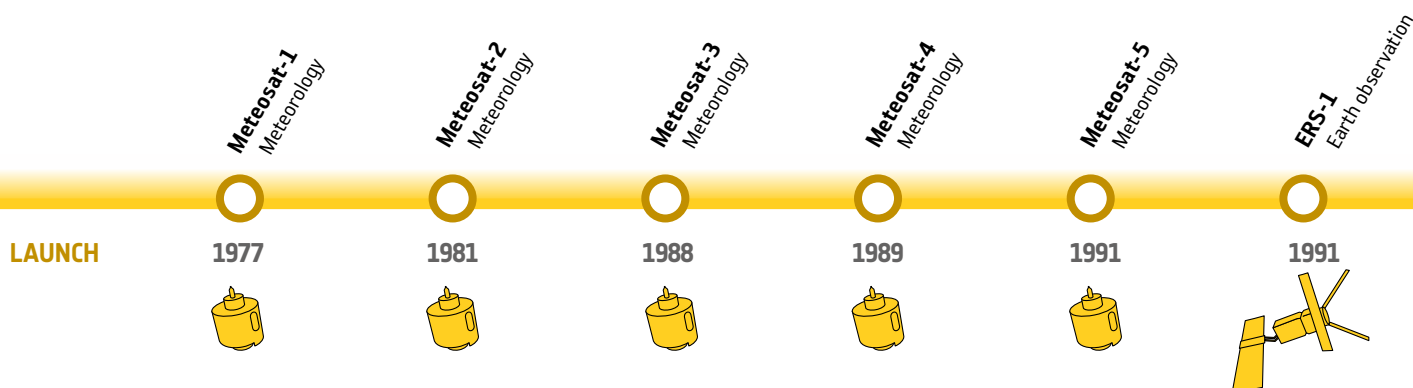 Meteosat-1
Meteorology
Meteosat-2
Meteorology
Meteosat-3
Meteorology
Meteosat-4
Meteorology
Meteosat-5
Meteorology
ERS-1
Earth observation
LAUNCH
1977
1981
1988
1989
1991
1991